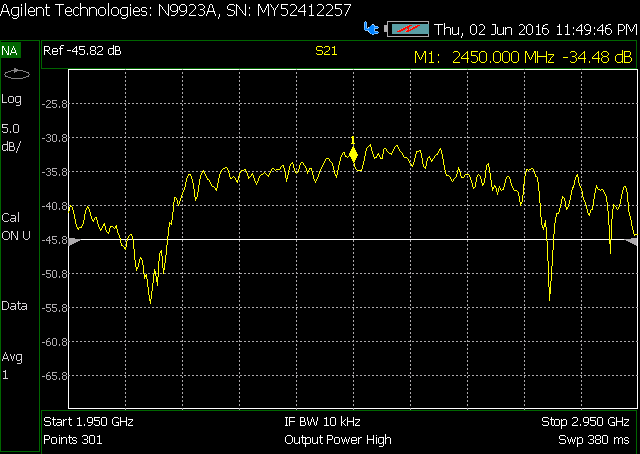 Agilent Technologies: N9923A, SN: MY52412257
Thu, 02 Jun 2016 11:49:46 PM
NA Ref -45.82 dB S21 M1: 2450.000 MHz -34.48 dB
Log
5.0
dB/
Cal
ON U
Data
Avg
1
-25.8
-30.8
-35.8
-40.8
-45.8
-50.8
-55.8
-60.8
-65.8
1
Start 1.950 GHz IF BW 10 kHz Stop 2.950 GHz
Points 301 Output Power High Swp 380 ms